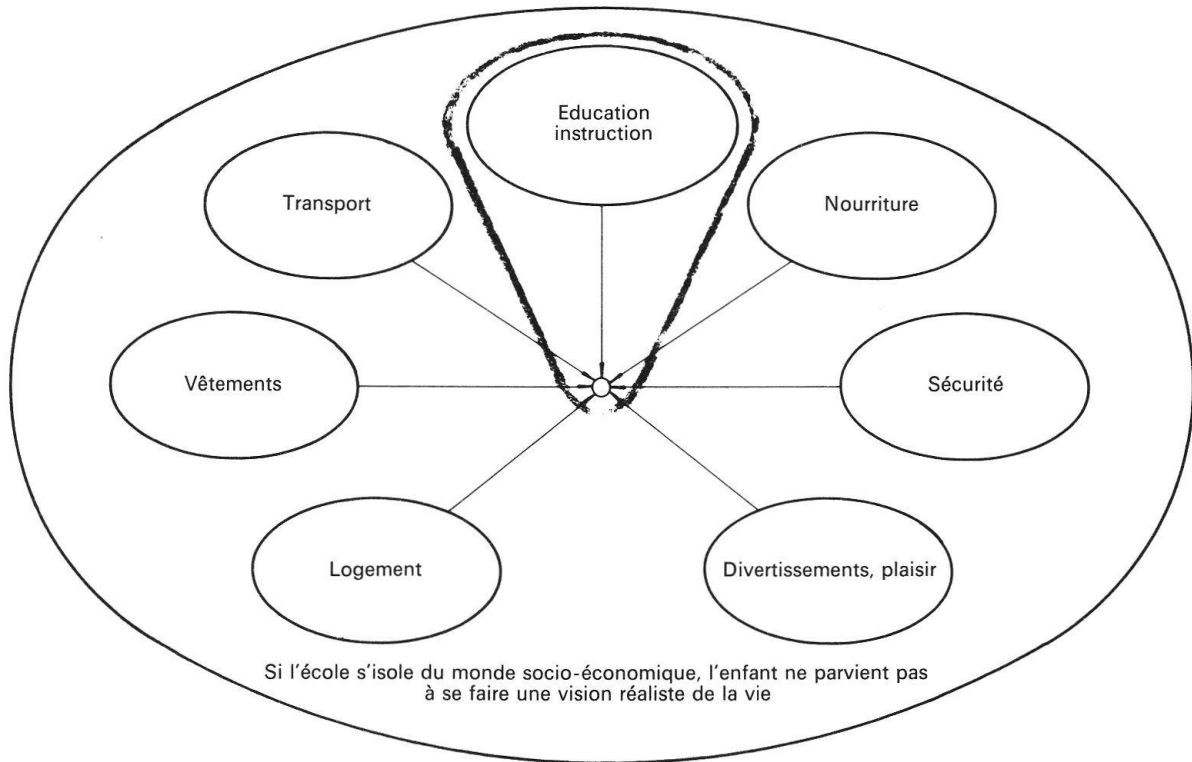 Education
instruction
Transport
Nourriture
Vêtements
Sécurité
Logement
Divertissements, plaisir
Si l'école s'isole du monde socio-économique, l'enfant ne parvient pas
à se faire une vision réaliste de la vie